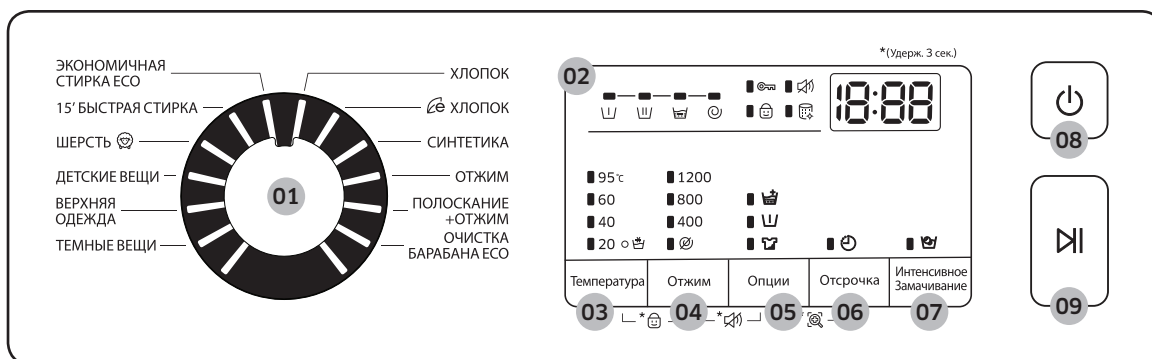 *(Удерж. 3 сек.)
ЭКОНОМИЧНАЯ
СТИРКА ECO
15' БЫСТРАЯ СТИРКА
ШЕРСТЬ
ДЕТСКИЕ ВЕЩИ
ВЕРХНЯЯ
ОДЕЖДА
ТЕМНЫЕ ВЕЩИ
01
ХЛОПОК
e ХЛОПОК
СИНТЕТИКА
ОТЖИМ
ПОЛОСКАНИЕ
+ОТЖИМ
ОЧИСТКА
БАРАБАНА ECO
02
18:88
95℃
60
40
20
1200
800
400
Температура
Отжим
Опции
Отсрочка
Интенсивное
Замачивание
03
04
05
06
07
*
*
*
08
09